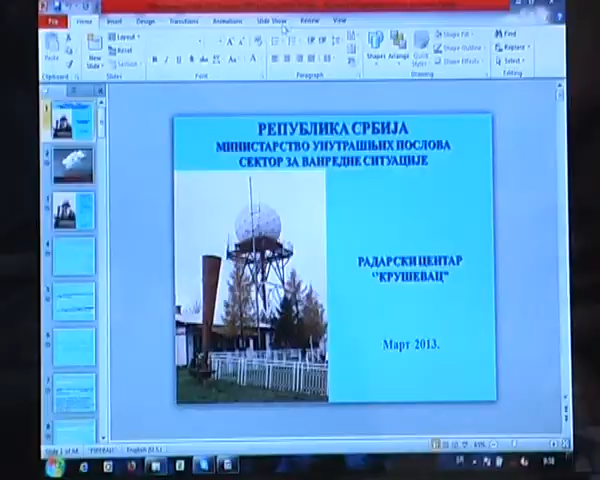 File
Home
Insert
Design
Transitions
Animations
Slide Show
Review
View
Paste
New
Slide
Layout
Reset
Section
Shapes
Arrange
Quick
Styles
Shape Fill
Shape Outline
Shape Effects
Find
Replace
Select
Clipboard
Slides
Font
Paragraph
Drawing
Editing
РЕПУБЛИКА СРБИЈА
МИНИСТАРСТВО УНУТРАШЊИХ ПОСЛОВА
СЕКТОР ЗА ВАНРЕДНЕ СИТУАЦИЈЕ
РАДАРСКИ ЦЕНТАР
"КРУШЕВАЦ"
Март 2013.
English (U.S.)